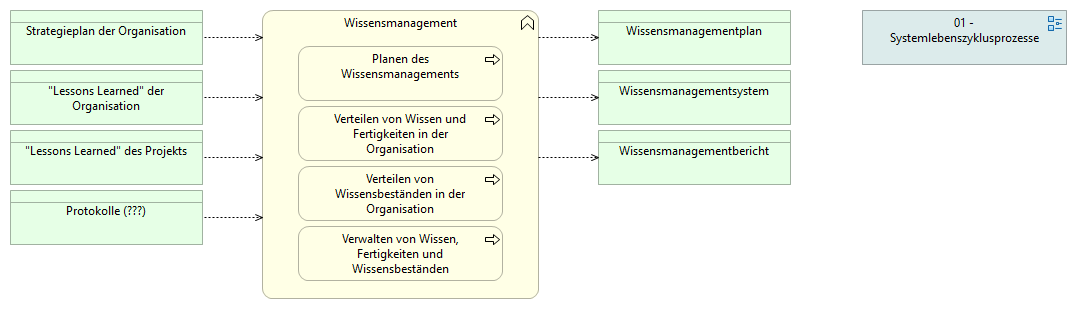 Strategieplan der Organisation
"Lessons Learned" der
Organisation
"Lessons Learned" des Projekts
Protokolle (???)
Wissensmanagement
Planen des
Wissensmanagements
Verteilen von Wissen und
Fertigkeiten in der
Organisation
Verteilen von
Wissensbeständen in der
Organisation
Verwalten von Wissen,
Fertigkeiten und
Wissensbeständen
Wissensmanagementplan
Wissensmanagementsystem
Wissensmanagementbericht
01 -
Systemlebenszyklusprozesse